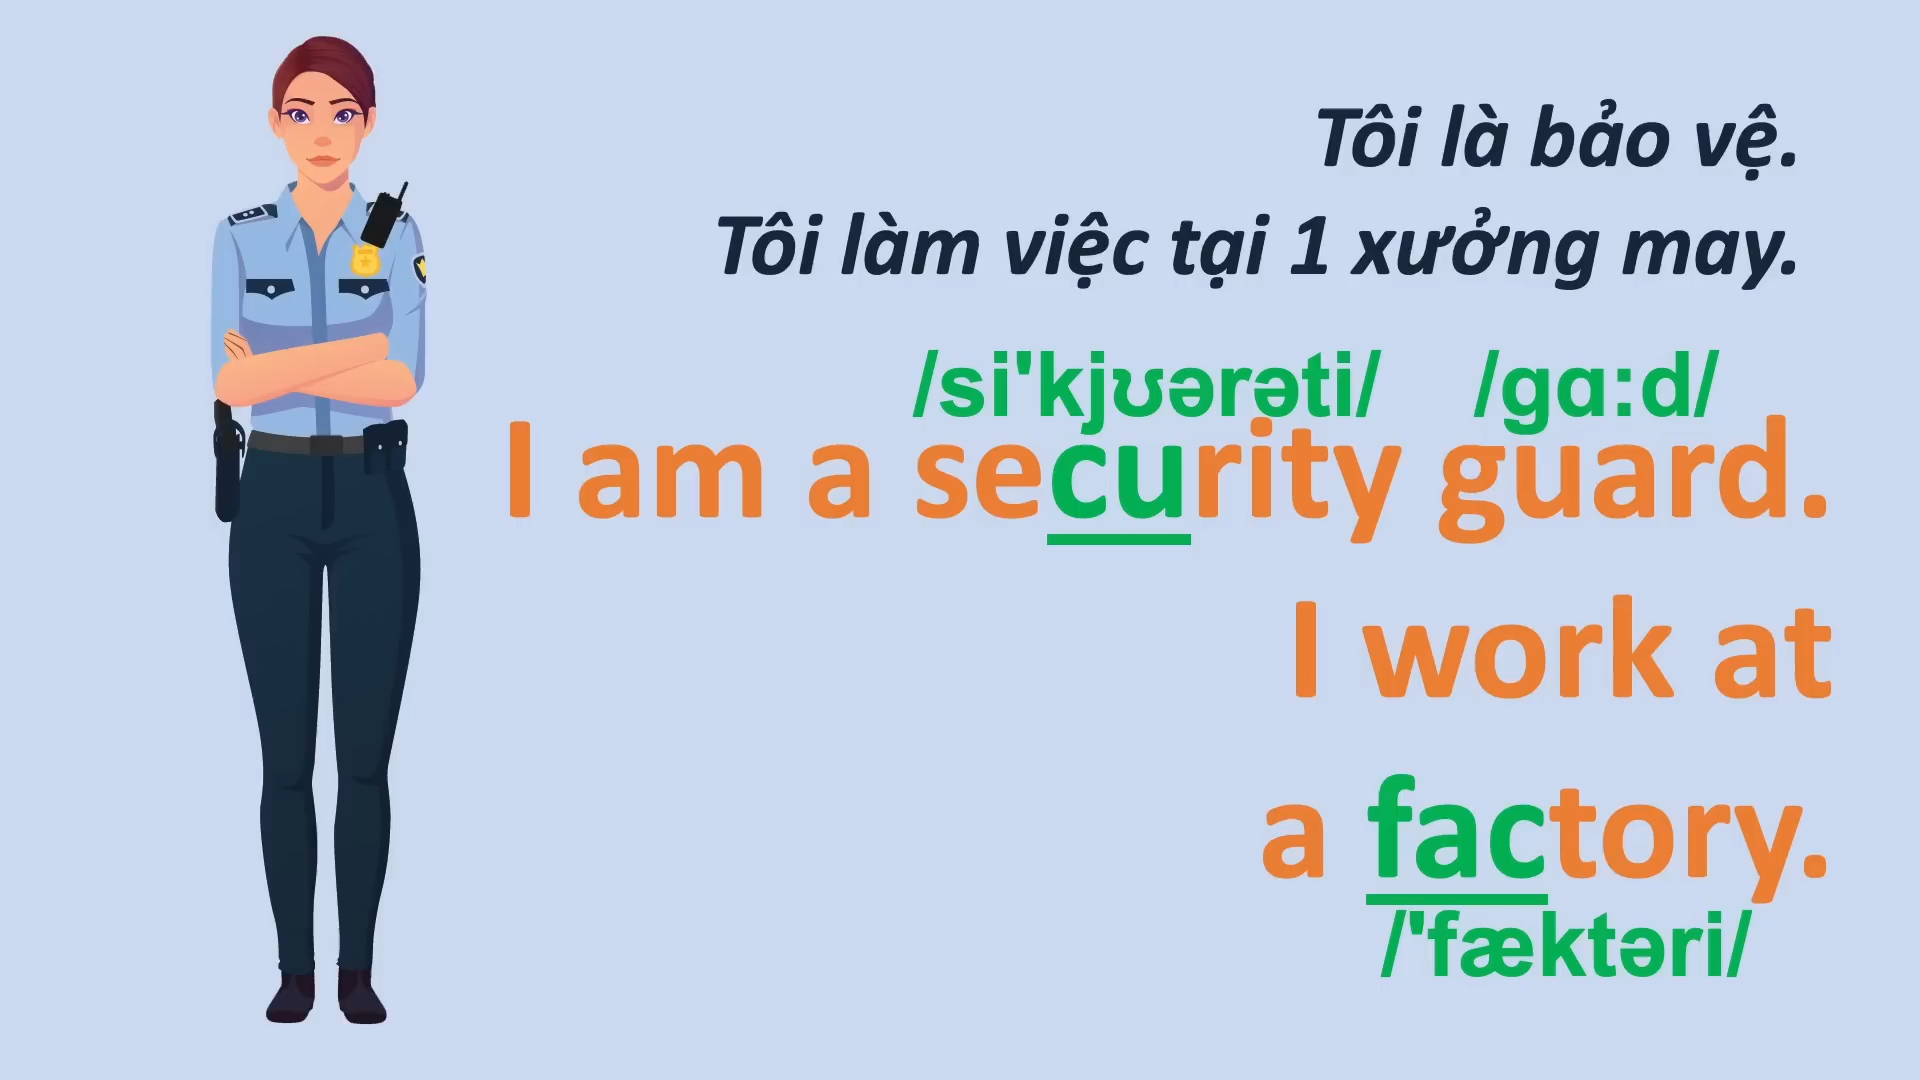 Tôi là bảo vệ.
Tôi làm việc tại 1 xưởng may.
/si'kjʊərəti/ /gɑ:d/
I am a security guard.
I work at
a factory.
/'fæktəri/